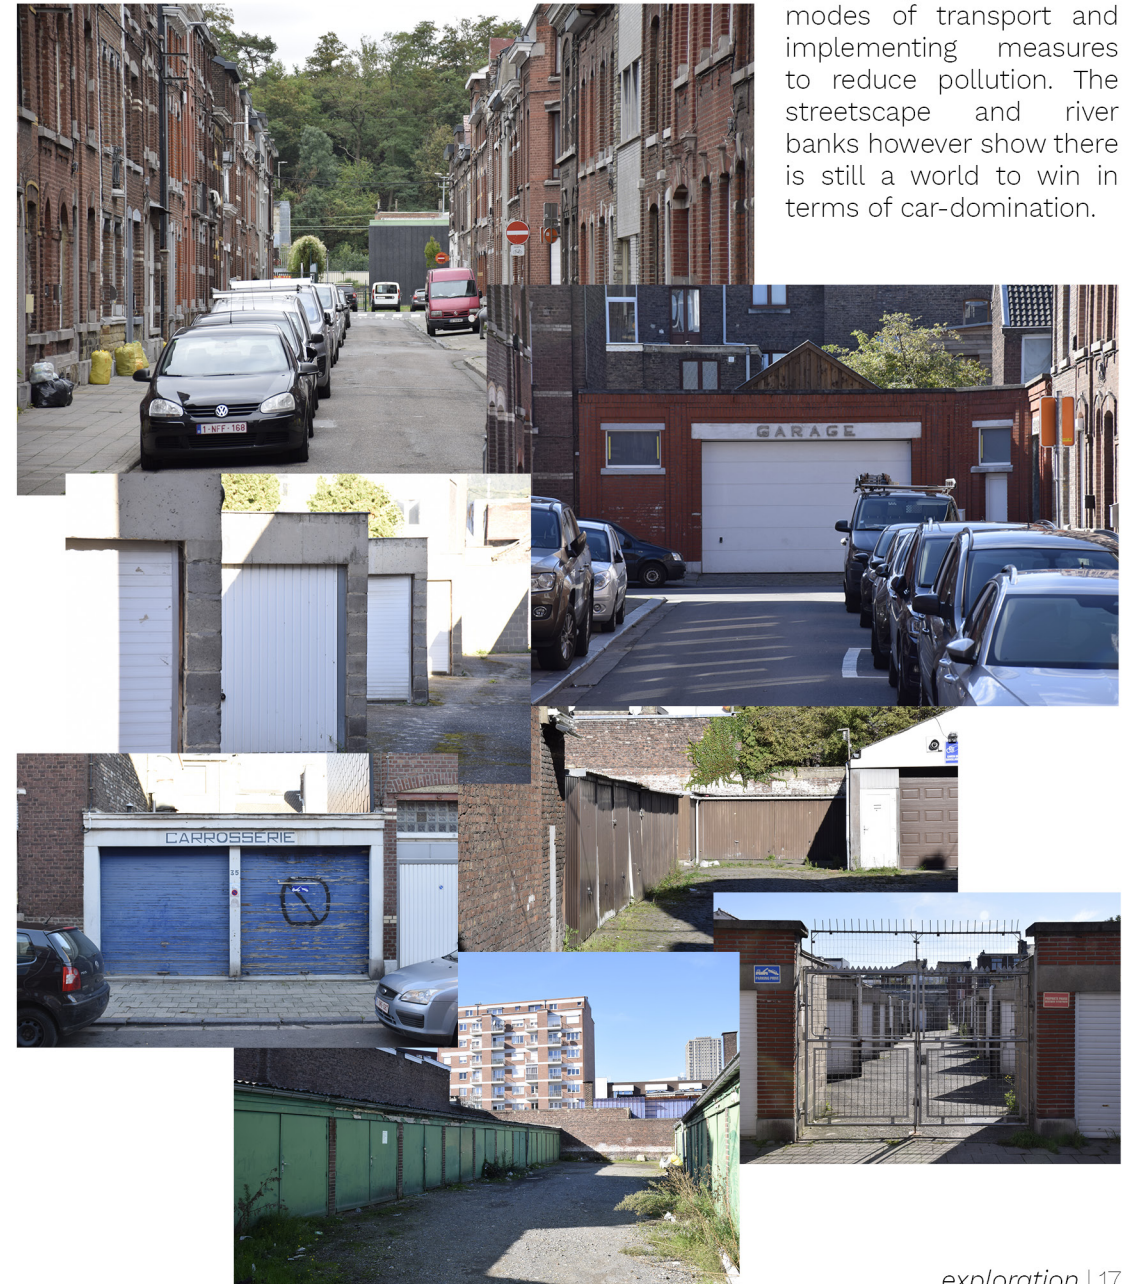 modes of transport and
implementing measures
to reduce pollution. The
streetscape and river
banks however show there
is still a world to win in
terms of car-domination.
1-NFF-168
GARAGE
CARROSSERIE
35
exploration | 17